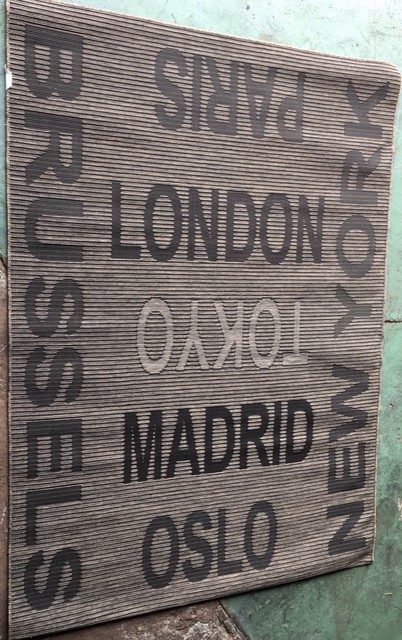 BRUSSELS
PARIS
LONDON
TOKYO
MADRID
OSLO
NEW YORK